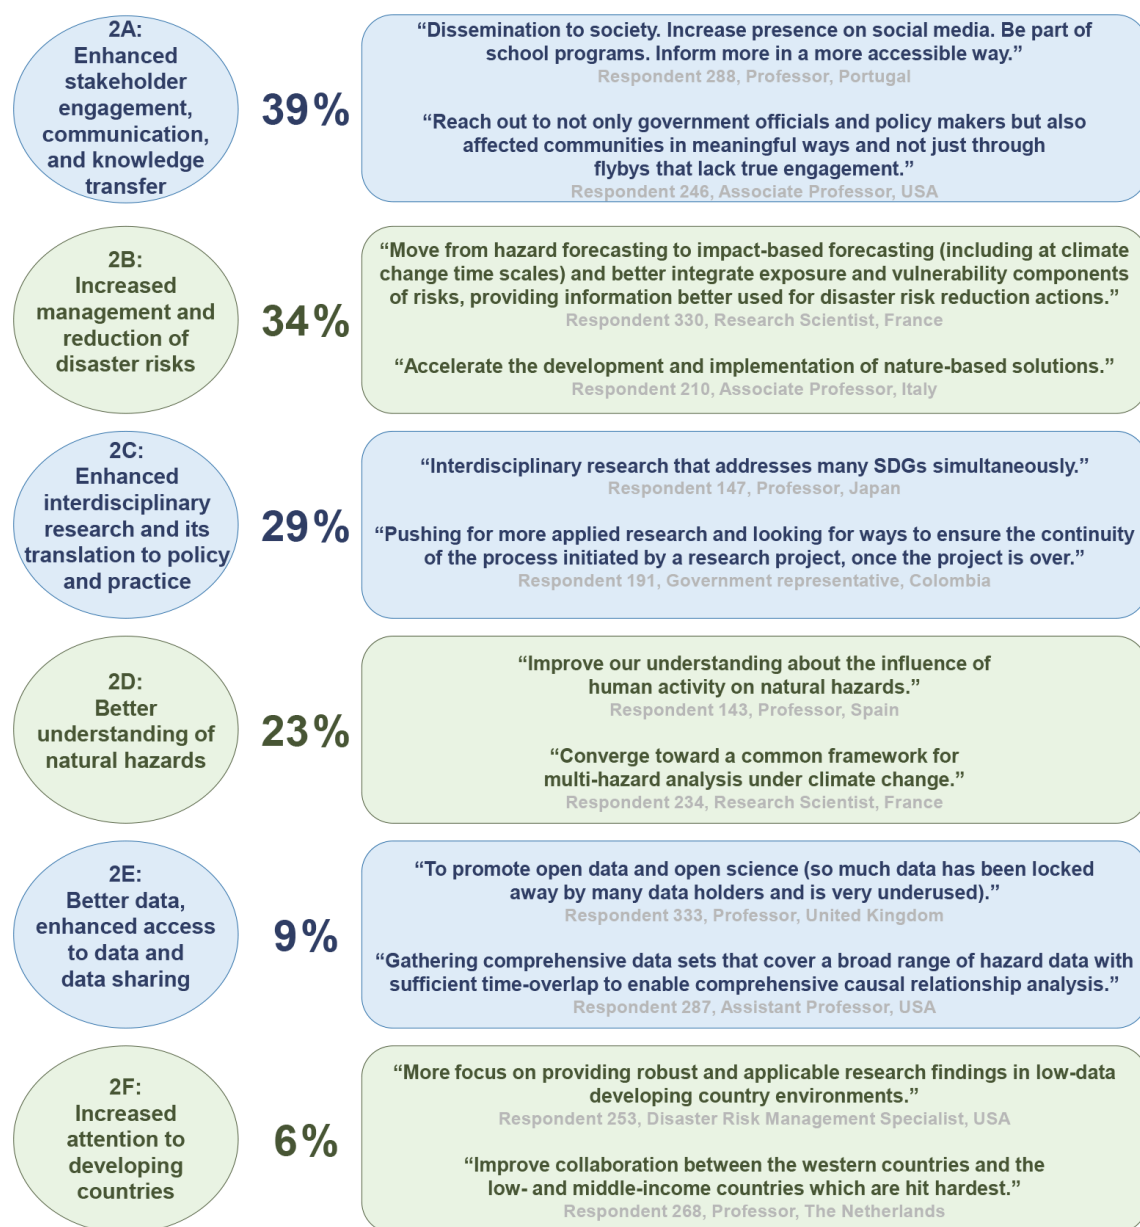 2A:
Enhanced
stakeholder
engagement,
communication,
and knowledge
transfer
39%
“Dissemination to society. Increase presence on social media. Be part of
school programs. Inform more in a more accessible way.”
Respondent 288, Professor, Portugal
“Reach out to not only government officials and policy makers but also
affected communities in meaningful ways and not just through
flybys that lack true engagement.”
Respondent 246, Associate Professor, USA
2B:
Increased
management and
reduction of
disaster risks
34%
“Move from hazard forecasting to impact-based forecasting (including at climate
change time scales) and better integrate exposure and vulnerability components
of risks, providing information better used for disaster risk reduction actions.”
Respondent 330, Research Scientist, France
“Accelerate the development and implementation of nature-based solutions.”
Respondent 210, Associate Professor, Italy
2C:
Enhanced
interdisciplinary
research and its
translation to policy
and practice
29%
“Interdisciplinary research that addresses many SDGs simultaneously.”
Respondent 147, Professor, Japan
“Pushing for more applied research and looking for ways to ensure the continuity
of the process initiated by a research project, once the project is over.”
Respondent 191, Government representative, Colombia
2D:
Better
understanding of
natural hazards
23%
“Improve our understanding about the influence of
human activity on natural hazards.”
Respondent 143, Professor, Spain
“Converge toward a common framework for
multi-hazard analysis under climate change.”
Respondent 234, Research Scientist, France
2E:
Better data,
enhanced access
to data and
data sharing
9%
“To promote open data and open science (so much data has been locked
away by many data holders and is very underused).”
Respondent 333, Professor, United Kingdom
“Gathering comprehensive data sets that cover a broad range of hazard data with
sufficient time-overlap to enable comprehensive causal relationship analysis.”
Respondent 287, Assistant Professor, USA
2F:
Increased
attention to
developing
countries
6%
“More focus on providing robust and applicable research findings in low-data
developing country environments.”
Respondent 253, Disaster Risk Management Specialist, USA
“Improve collaboration between the western countries and the
low- and middle-income countries which are hit hardest.”
Respondent 268, Professor, The Netherlands